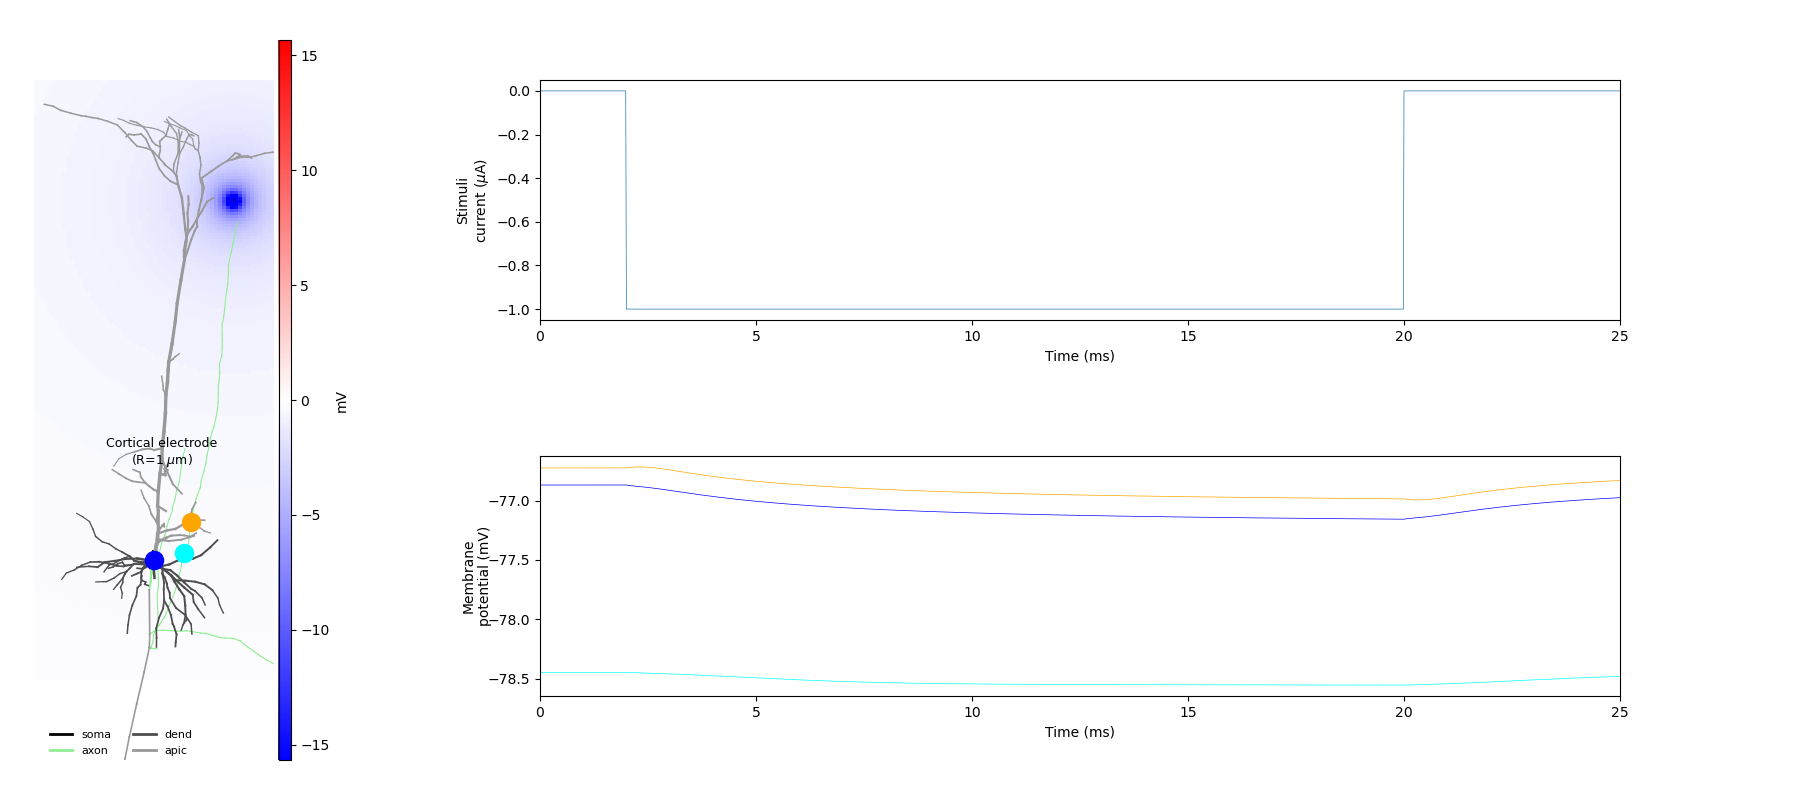 15
10
5
0
−5
−10
−15
mV
Cortical electrode
(R=1 μm)
soma
axon
dend
apic
0.0
−0.2
−0.4
−0.6
−0.8
−1.0
Stimuli
current (μA)
0 5 10 15 20 25
Time (ms)
−77.0
−77.5
−78.0
−78.5
Membrane
potential (mV)
0 5 10 15 20 25
Time (ms)